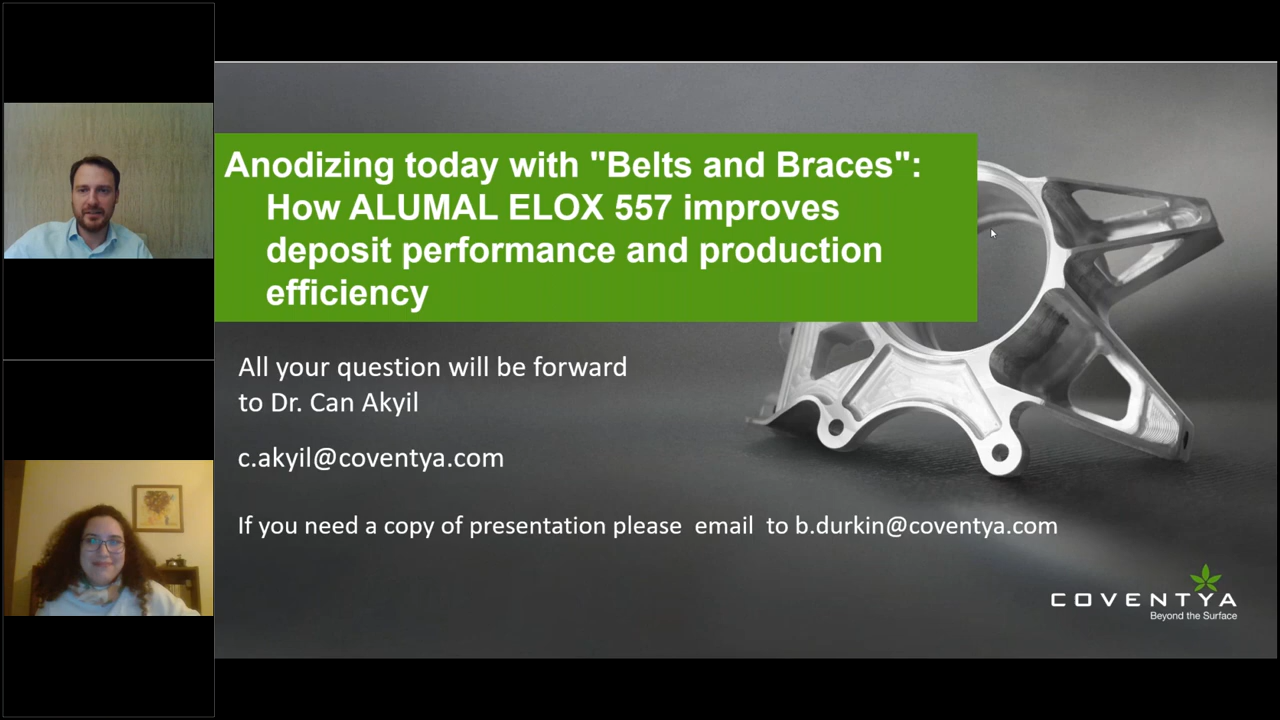 Anodizing today with "Belts and Braces":
How ALUMAL ELOX 557 improves
deposit performance and production
efficiency
All your question will be forward
to Dr. Can Akyil
c.akyil@coventya.com
If you need a copy of presentation please email to b.durkin@coventya.com
COVENTYA
Beyond the Surface